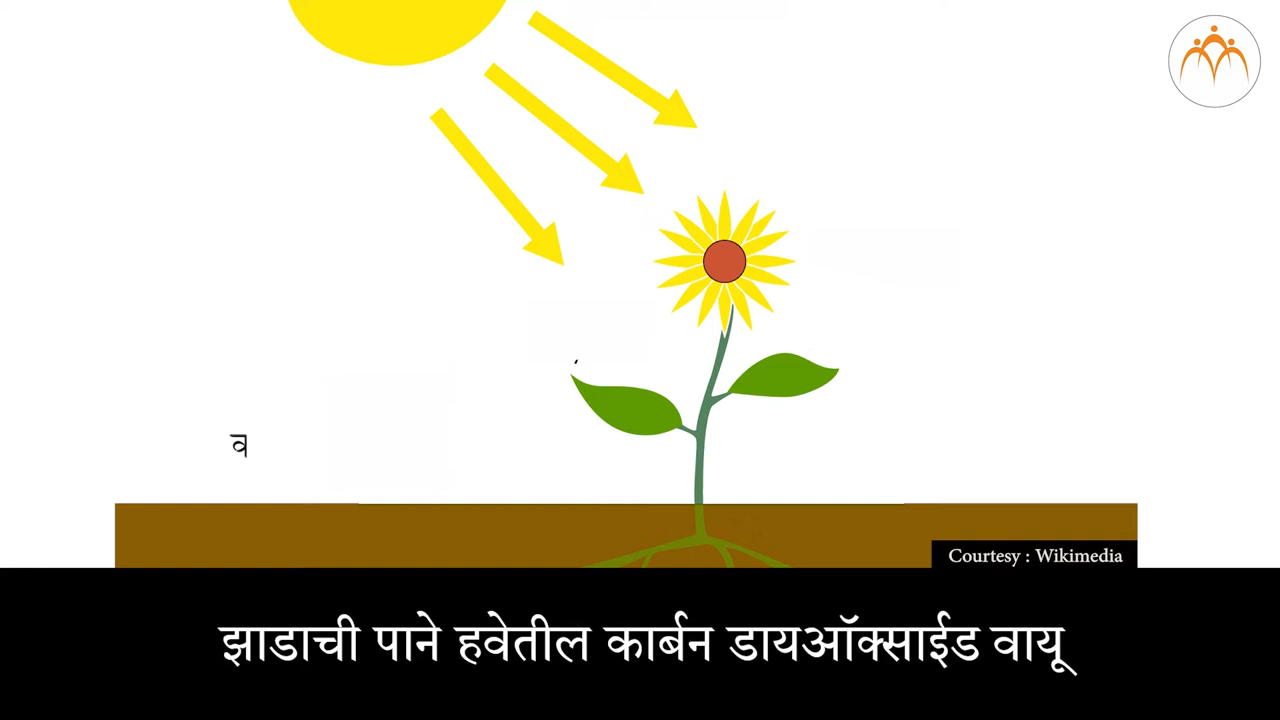 व
Courtesy : Wikimedia
झाडाची पाने हवेतील कार्बन डायऑक्साईड वायू